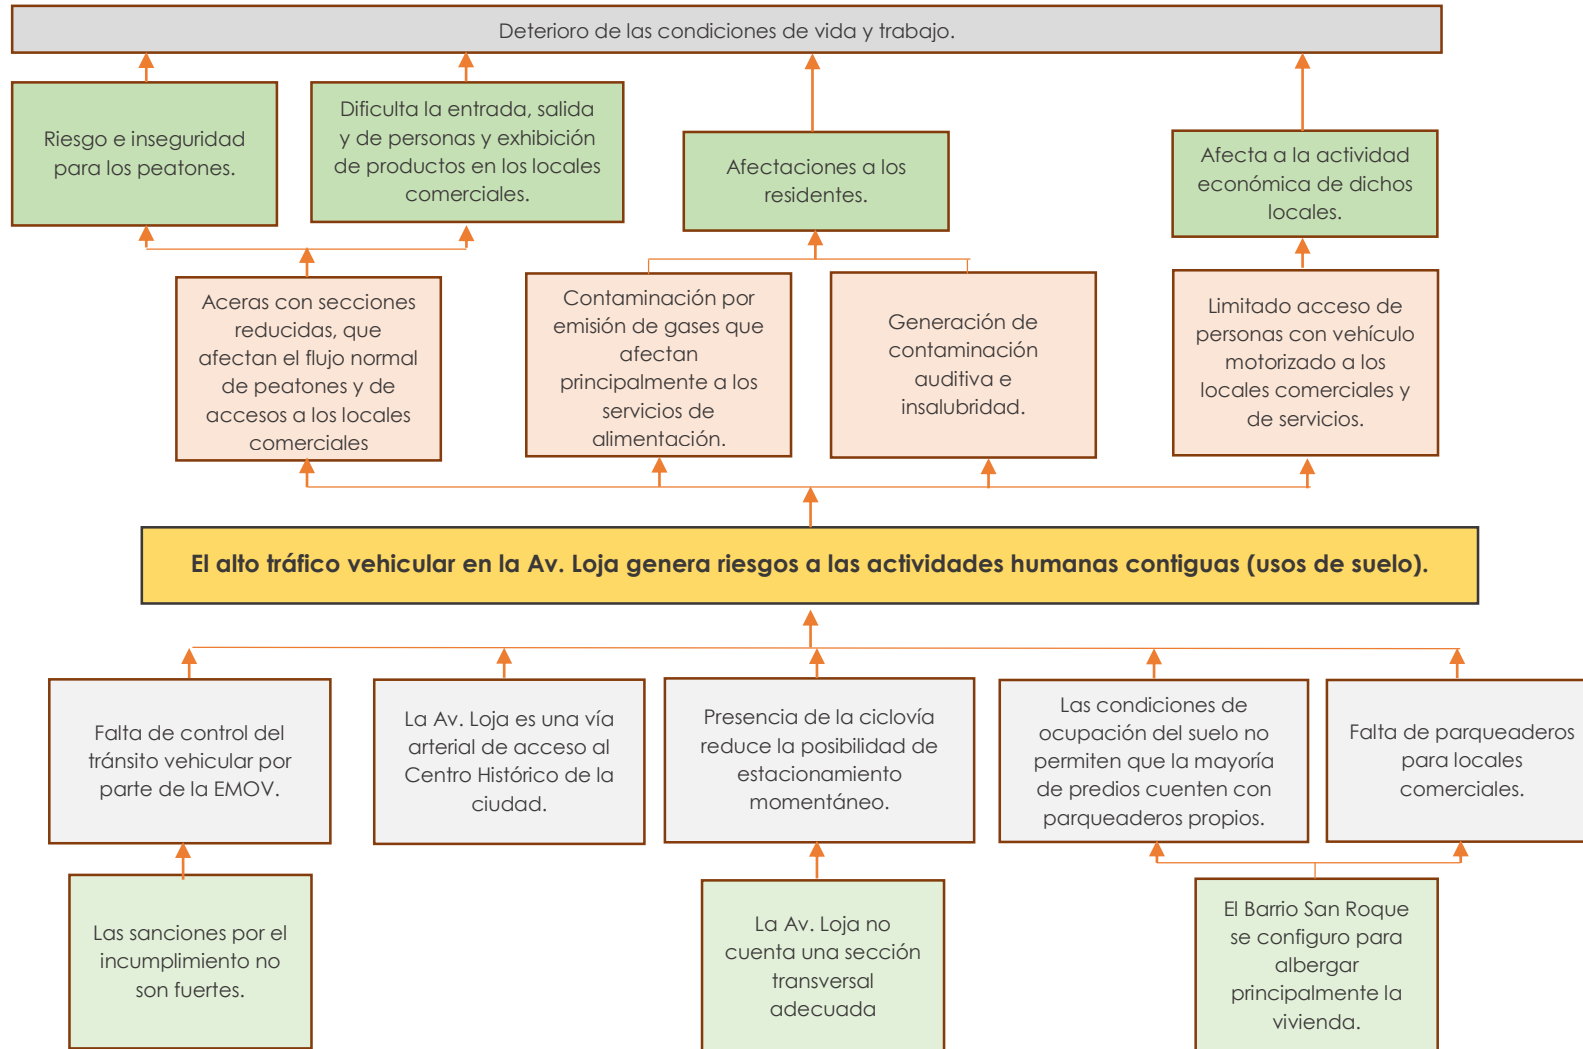 Deterioro de las condiciones de vida y trabajo.
Riesgo e inseguridad
para los peatones.
Dificulta la entrada, salida
y de personas y exhibición
de productos en los locales
comerciales.
Afectaciones a los
residentes.
Afecta a la actividad
económica de dichos
locales.
Aceras con secciones
reducidas, que
afectan el flujo normal
de peatones y de
accesos a los locales
comerciales
Contaminación por
emisión de gases que
afectan
principalmente a los
servicios de
alimentación.
Generación de
contaminación
auditiva e
insalubridad.
Limitado acceso de
personas con vehículo
motorizado a los
locales comerciales y
de servicios.
El alto tráfico vehicular en la Av. Loja genera riesgos a las actividades humanas contiguas (usos de suelo).
Falta de control del
tránsito vehicular por
parte de la EMOV.
La Av. Loja es una vía
arterial de acceso al
Centro Histórico de la
ciudad.
Presencia de la ciclovía
reduce la posibilidad de
estacionamiento
momentáneo.
Las condiciones de
ocupación del suelo no
permiten que la mayoría
de predios cuenten con
parqueaderos propios.
Falta de parqueaderos
para locales
comerciales.
Las sanciones por el
incumplimiento no
son fuertes.
La Av. Loja no
cuenta una sección
transversal
adecuada
El Barrio San Roque
se configuro para
albergar
principalmente la
vivienda.